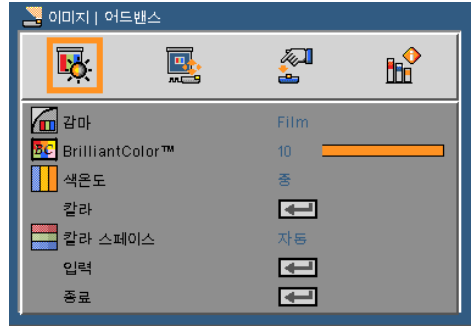 이미지 | 어드밴스
감마 Film
BC BrilliantColor™ 10
색온도 중
칼라
칼라 스페이스 자동
입력
종료